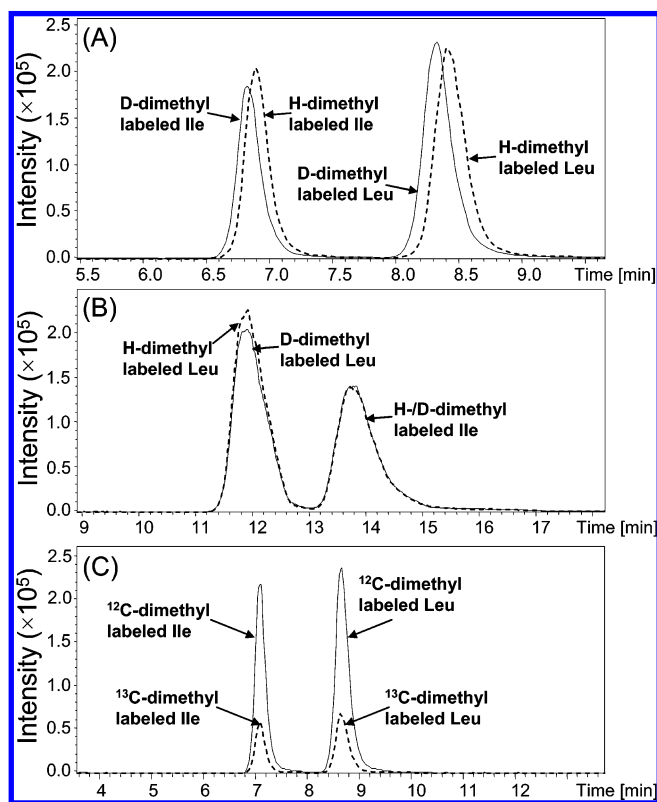 (A)
Intensity (×10⁵)
2.5
2.0
1.5
1.0
0.5
0.0
D-dimethyl
labeled Ile
H-dimethyl
labeled Ile
D-dimethyl
labeled Leu
H-dimethyl
labeled Leu
5.5 6.0 6.5 7.0 7.5 8.0 8.5 9.0 Time [min]
(B)
Intensity (×10⁵)
2.0
1.5
1.0
0.5
0.0
H-dimethyl
labeled Leu
D-dimethyl
labeled Leu
H-/D-dimethyl
labeled Ile
9 10 11 12 13 14 15 16 17 Time [min]
(C)
Intensity (×10⁵)
2.5
2.0
1.5
1.0
0.5
0.0
¹²C-dimethyl
labeled Ile
¹²C-dimethyl
labeled Leu
¹³C-dimethyl
labeled Ile
¹³C-dimethyl
labeled Leu
4 5 6 7 8 9 10 11 12 Time [min]